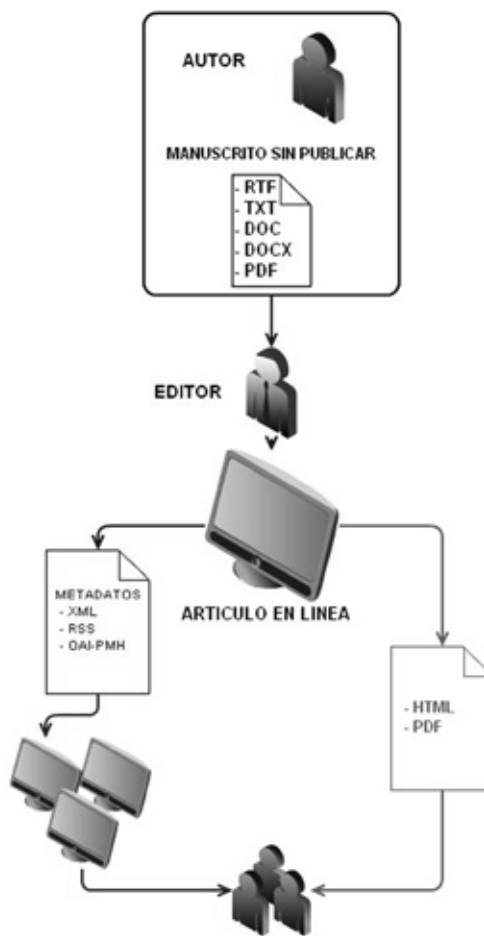 AUTOR
MANUSCRITO SIN PUBLICAR
- RTF
- TXT
- DOC
- DOCX
- PDF
EDITOR
ARTICULO EN LINEA
METADATOS
- XML
- RSS
- OAI-PMH
- HTML
- PDF